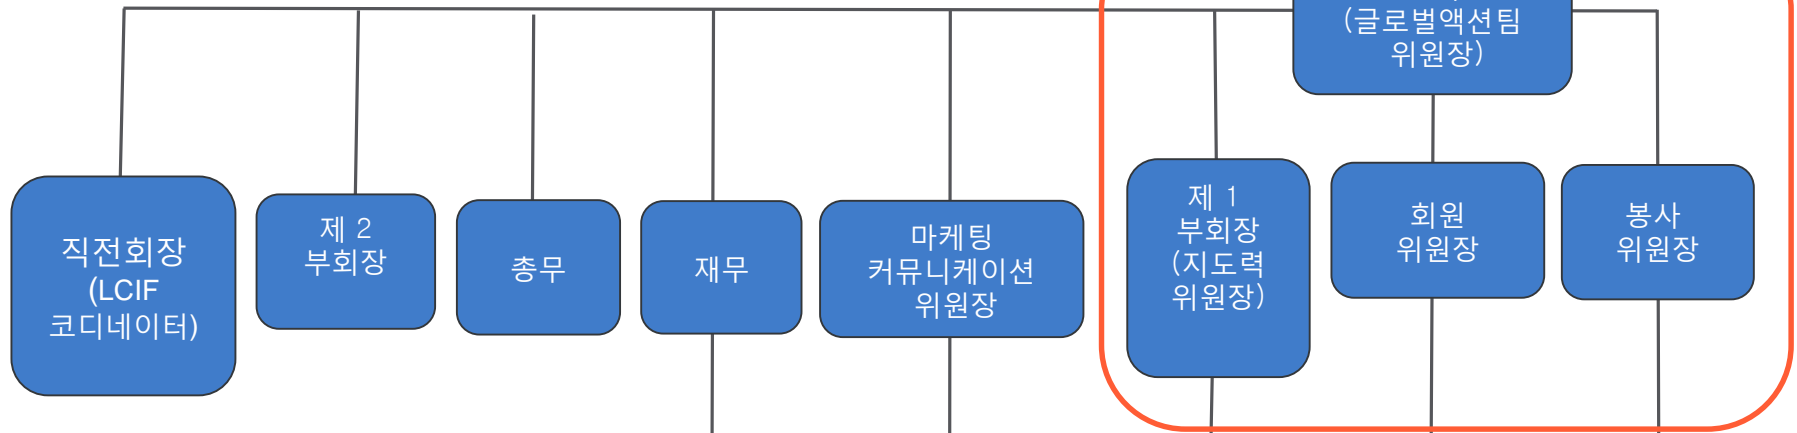 (글로벌액션팀
위원장)
직전회장
(LCIF
코디네이터)
제 2
부회장
총무
재무
마케팅
커뮤니케이션
위원장
제 1
부회장
(지도력
위원장)
회원
위원장
봉사
위원장